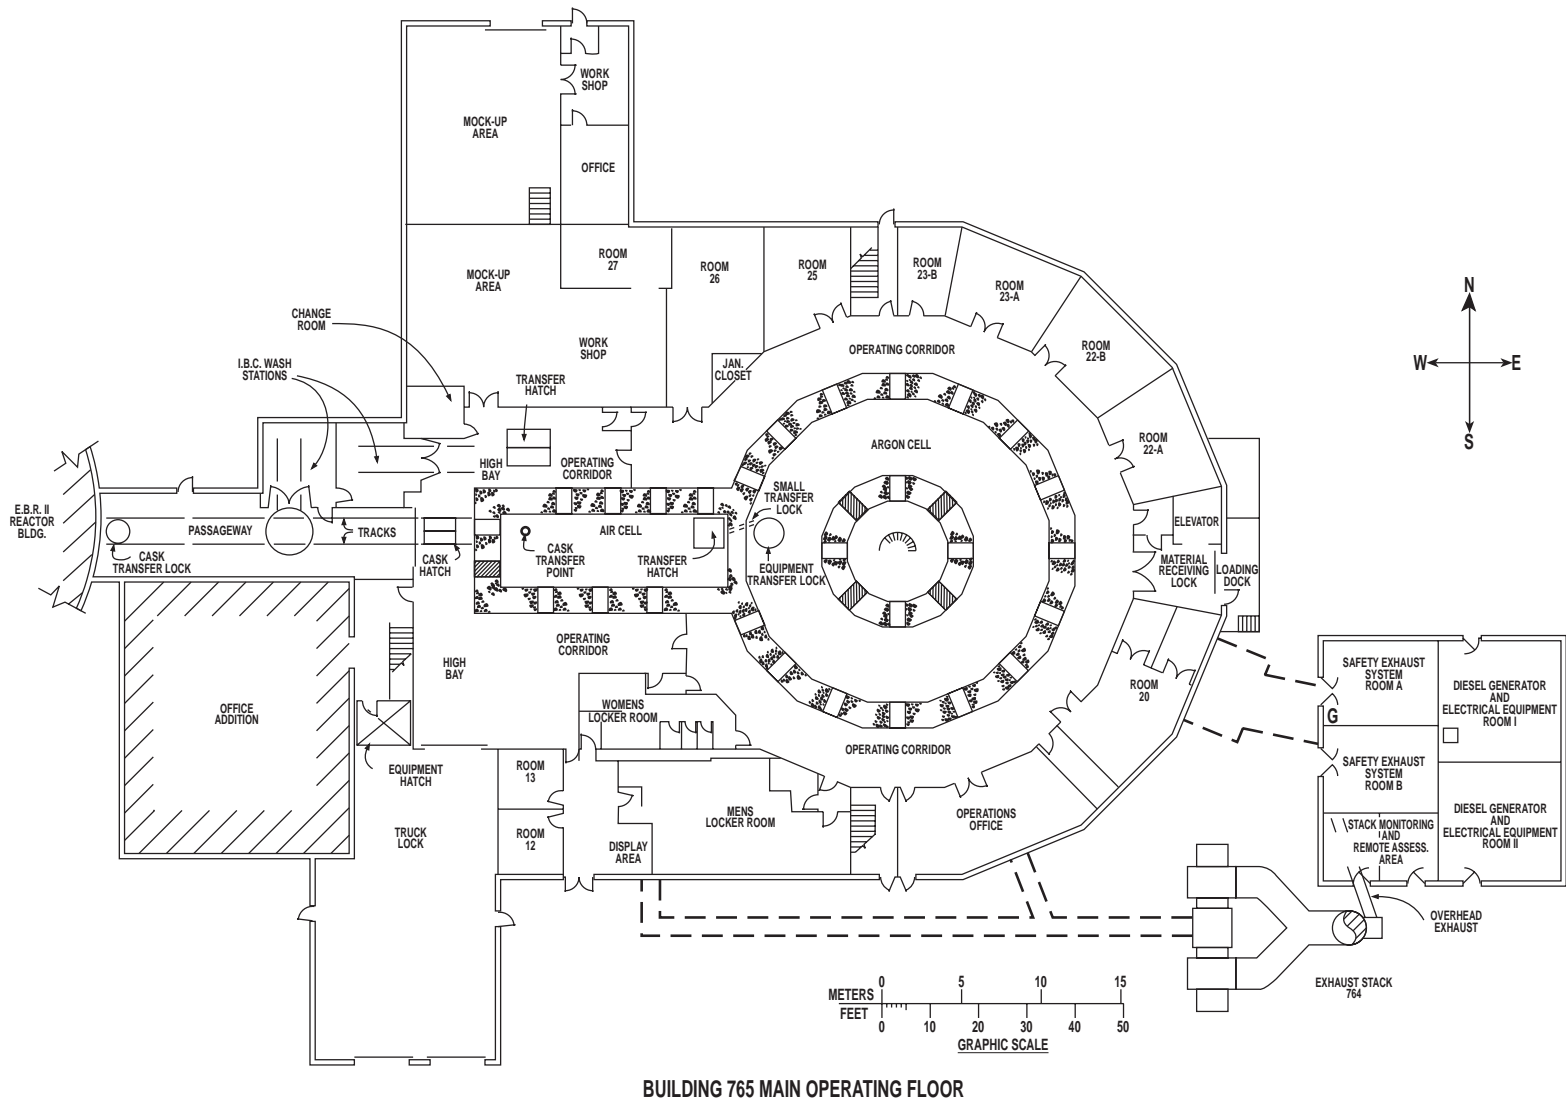 WORK
SHOP
MOCK-UP
AREA
OFFICE
ROOM
27
MOCK-UP
AREA
ROOM
26
ROOM
25
ROOM
23-B
ROOM
23-A
ROOM
22-B
ROOM
22-A
N
W
E
S
CHANGE
ROOM
I.B.C. WASH
STATIONS
WORK
SHOP
TRANSFER
HATCH
JAN.
CLOSET
OPERATING CORRIDOR
ARGON CELL
HIGH
BAY
OPERATING
CORRIDOR
SMALL
TRANSFER
LOCK
E.B.R. II
REACTOR
BLDG.
PASSAGEWAY
TRACKS
CASK
TRANSFER LOCK
CASK
HATCH
AIR CELL
CASK
TRANSFER
POINT
TRANSFER
HATCH
EQUIPMENT
TRANSFER LOCK
ELEVATOR
MATERIAL
RECEIVING
LOCK
LOADING
DOCK
OPERATING
CORRIDOR
HIGH
BAY
OFFICE
ADDITION
WOMENS
LOCKER ROOM
ROOM
20
OPERATING CORRIDOR
EQUIPMENT
HATCH
ROOM
13
ROOM
12
TRUCK
LOCK
DISPLAY
AREA
MENS
LOCKER ROOM
OPERATIONS
OFFICE
SAFETY EXHAUST
SYSTEM
ROOM A
G
DIESEL GENERATOR
AND
ELECTRICAL EQUIPMENT
ROOM I
SAFETY EXHAUST
SYSTEM
ROOM B
STACK MONITORING
AND
REMOTE ASSESS.
AREA
DIESEL GENERATOR
AND
ELECTRICAL EQUIPMENT
ROOM II
OVERHEAD
EXHAUST
EXHAUST STACK
764
0 5 10 15
METERS
FEET
0 10 20 30 40 50
GRAPHIC SCALE
BUILDING 765 MAIN OPERATING FLOOR